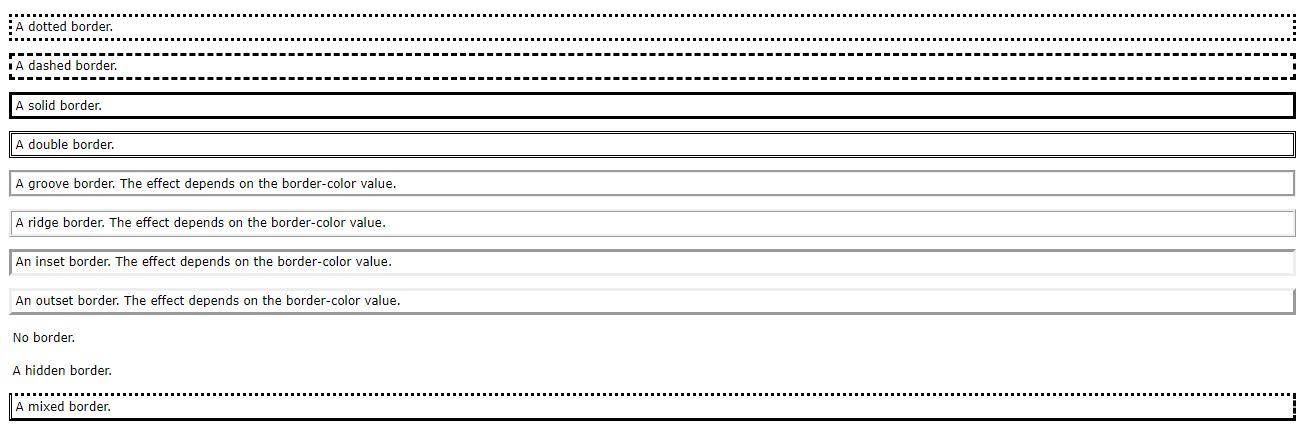 A dotted border.
A dashed border.
A solid border.
A double border.
A groove border. The effect depends on the border-color value.
A ridge border. The effect depends on the border-color value.
An inset border. The effect depends on the border-color value.
An outset border. The effect depends on the border-color value.
No border.
A hidden border.
A mixed border.